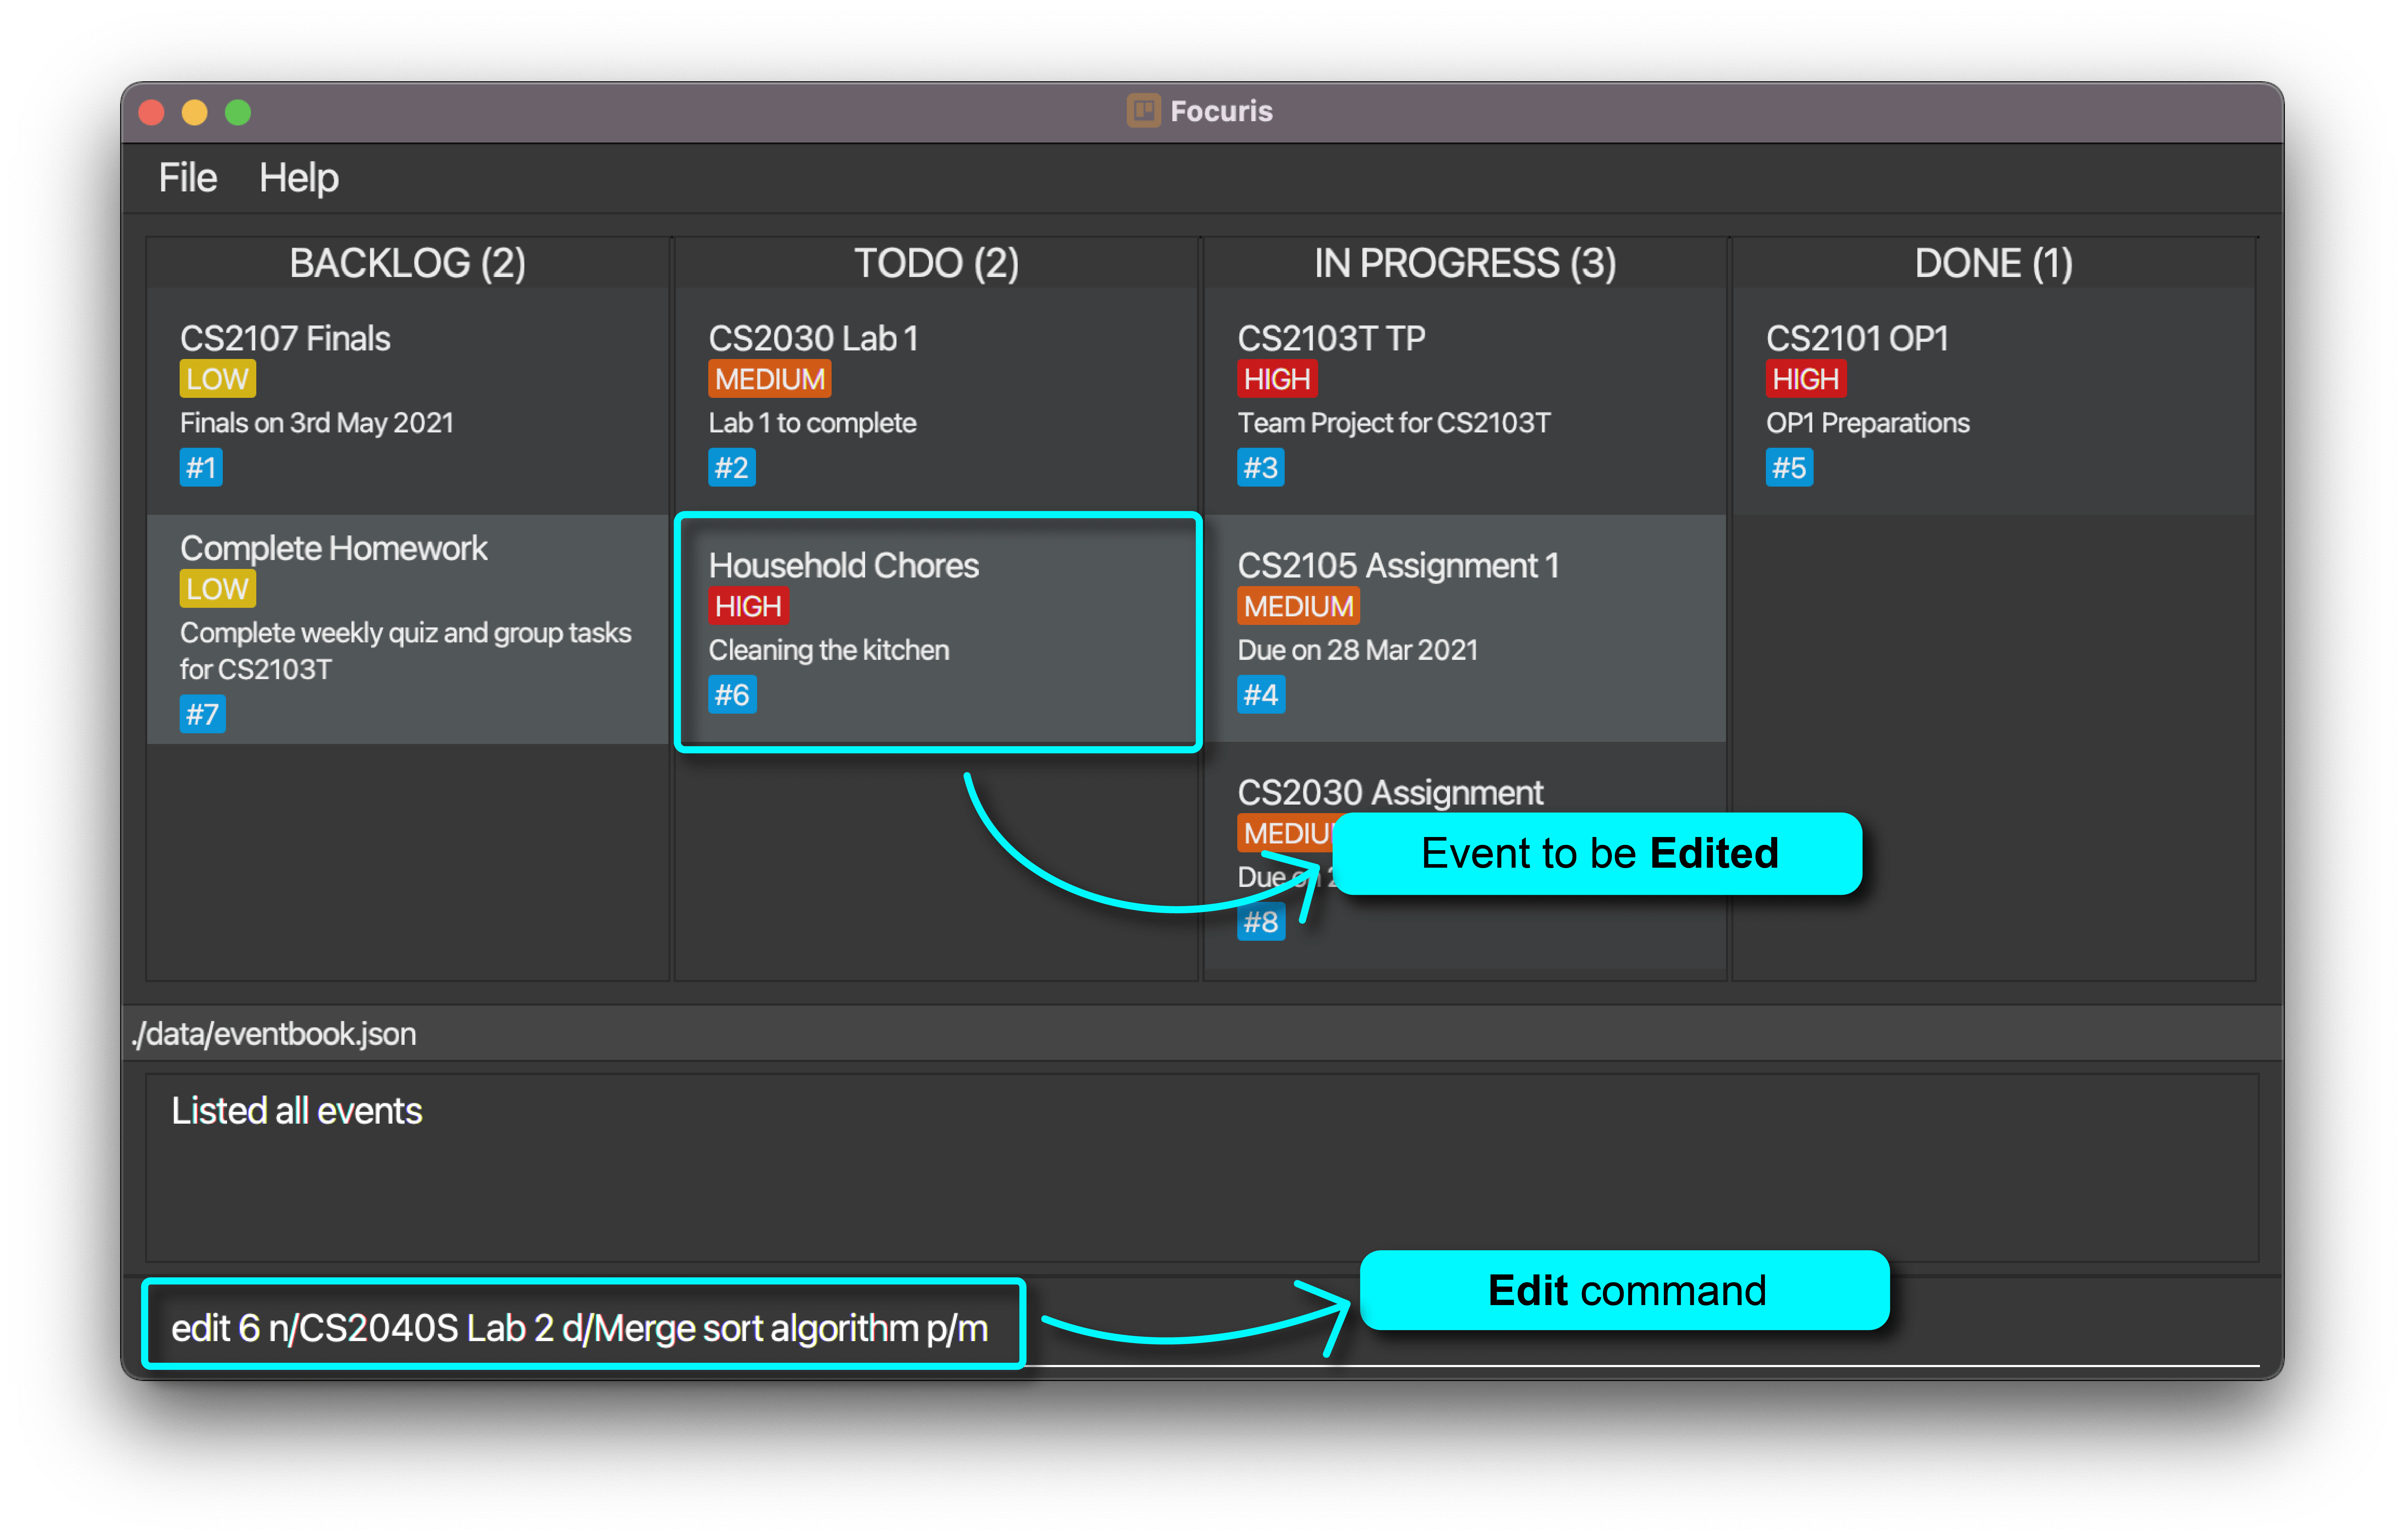 Focuris
File Help
BACKLOG (2)
CS2107 Finals
LOW
Finals on 3rd May 2021
#1
Complete Homework
LOW
Complete weekly quiz and group tasks
for CS2103T
#7
TODO (2)
CS2030 Lab 1
MEDIUM
Lab 1 to complete
#2
Household Chores
HIGH
Cleaning the kitchen
#6
IN PROGRESS (3)
CS2103T TP
HIGH
Team Project for CS2103T
#3
CS2105 Assignment 1
MEDIUM
Due on 28 Mar 2021
#4
CS2030 Assignment
Due on
#8
DONE (1)
CS2101 OP1
HIGH
OP1 Preparations
#5
Event to be Edited
./data/eventbook.json
Listed all events
Edit command
edit 6 n/CS2040S Lab 2 d/Merge sort algorithm p/m